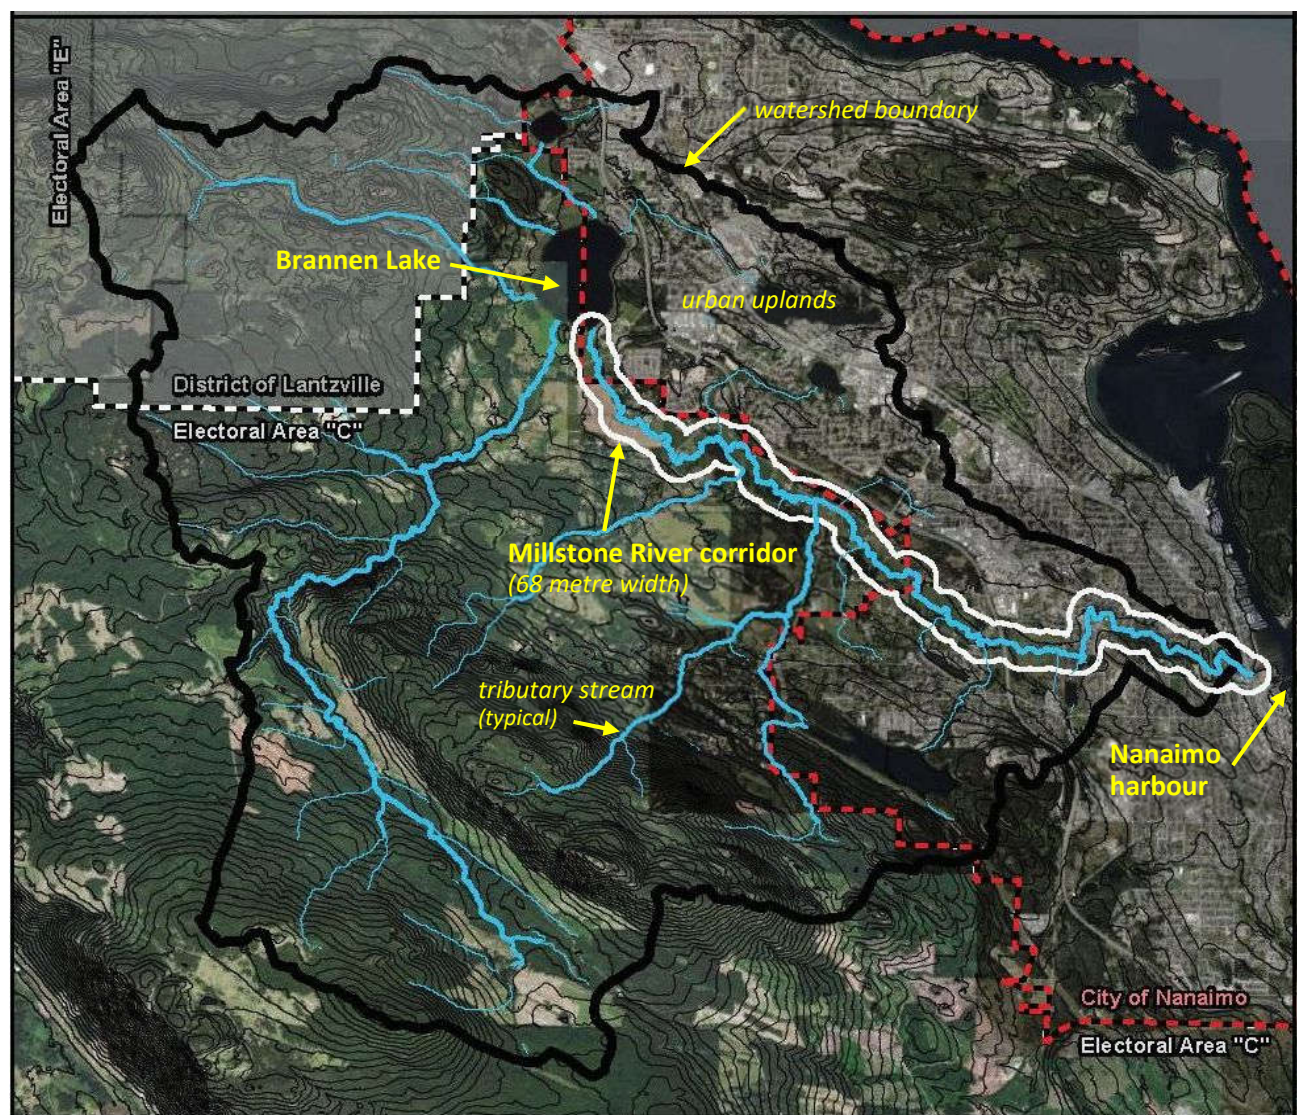 Electoral Area "E"
watershed boundary
Brannen Lake
urban uplands
District of Lantzville
Electoral Area "C"
Millstone River corridor
(68 metre width)
tributary stream
(typical)
Nanaimo
harbour
City of Nanaimo
Electoral Area "C"